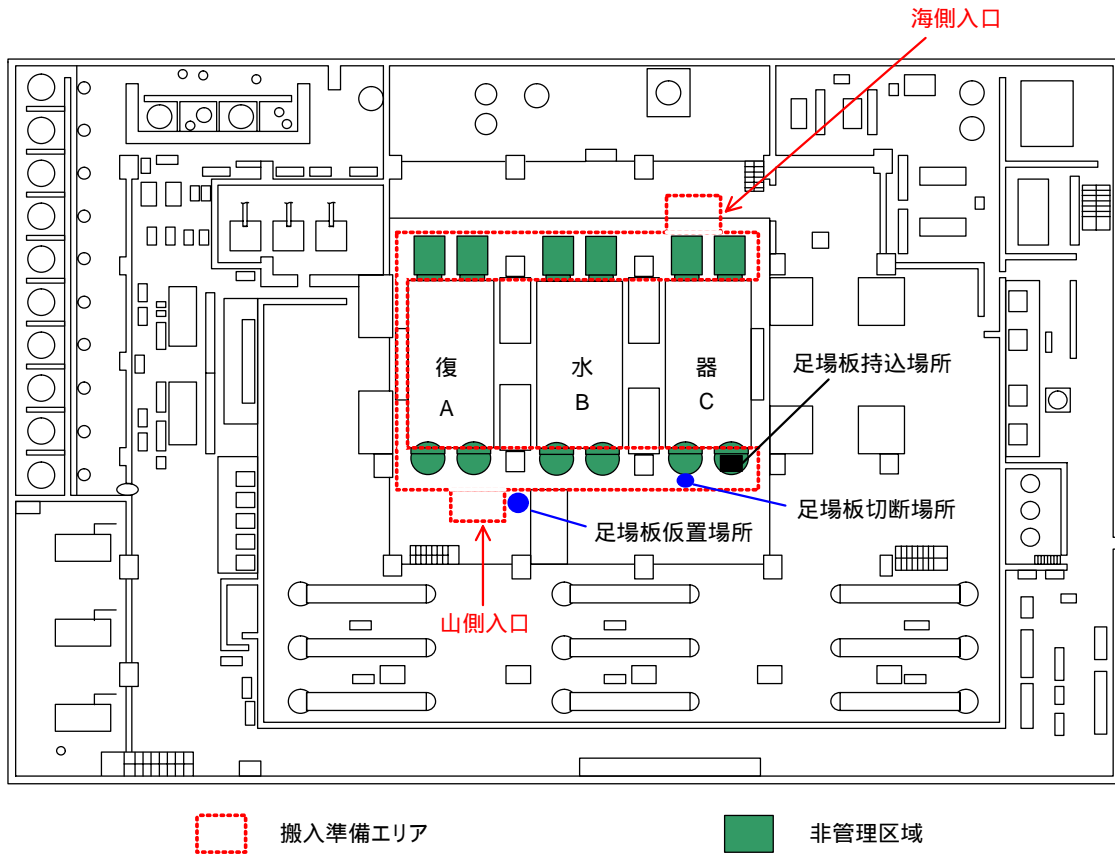 海側入口
足場板持込場所
復 水 器
A B C
足場板切断場所
足場板仮置場所
山側入口
搬入準備エリア
非管理区域